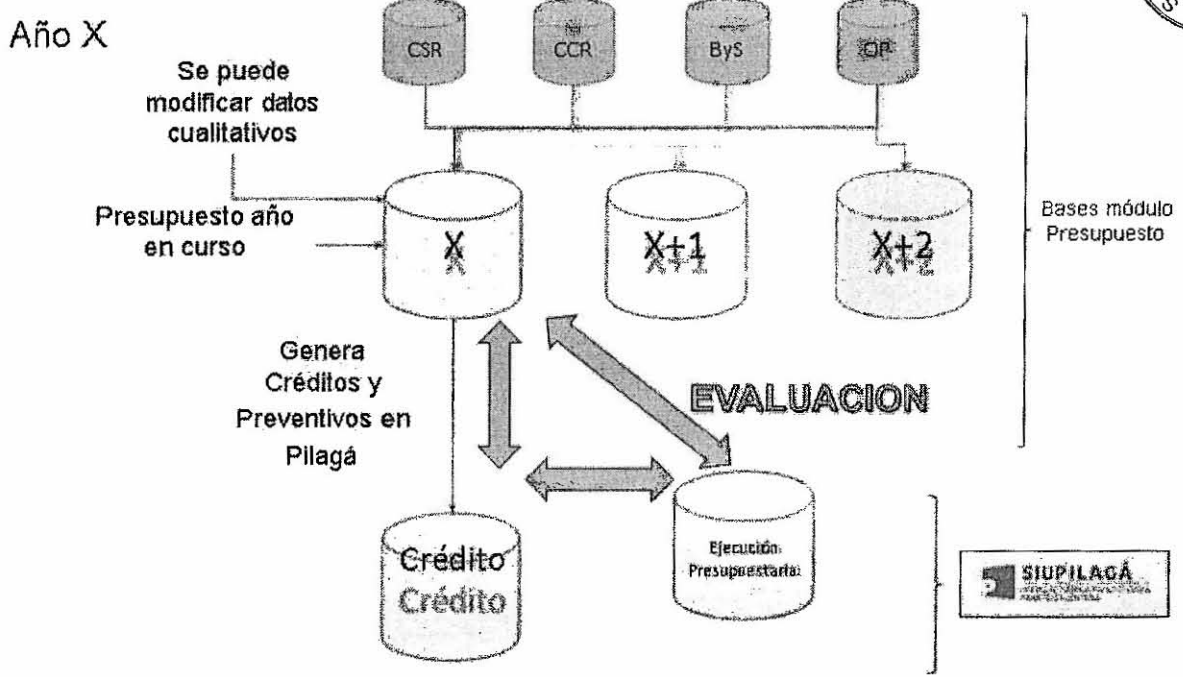 Año X
CSR
CCR
ByS
OP
Se puede
modificar datos
cualitativos
Presupuesto año
en curso
X
X+1
X+2
Bases módulo
Presupuesto
Genera
Créditos y
Preventivos en
Pilagá
EVALUACION
Crédito
Crédito
Ejecución
Presupuestaria
SIUPILAGÁ